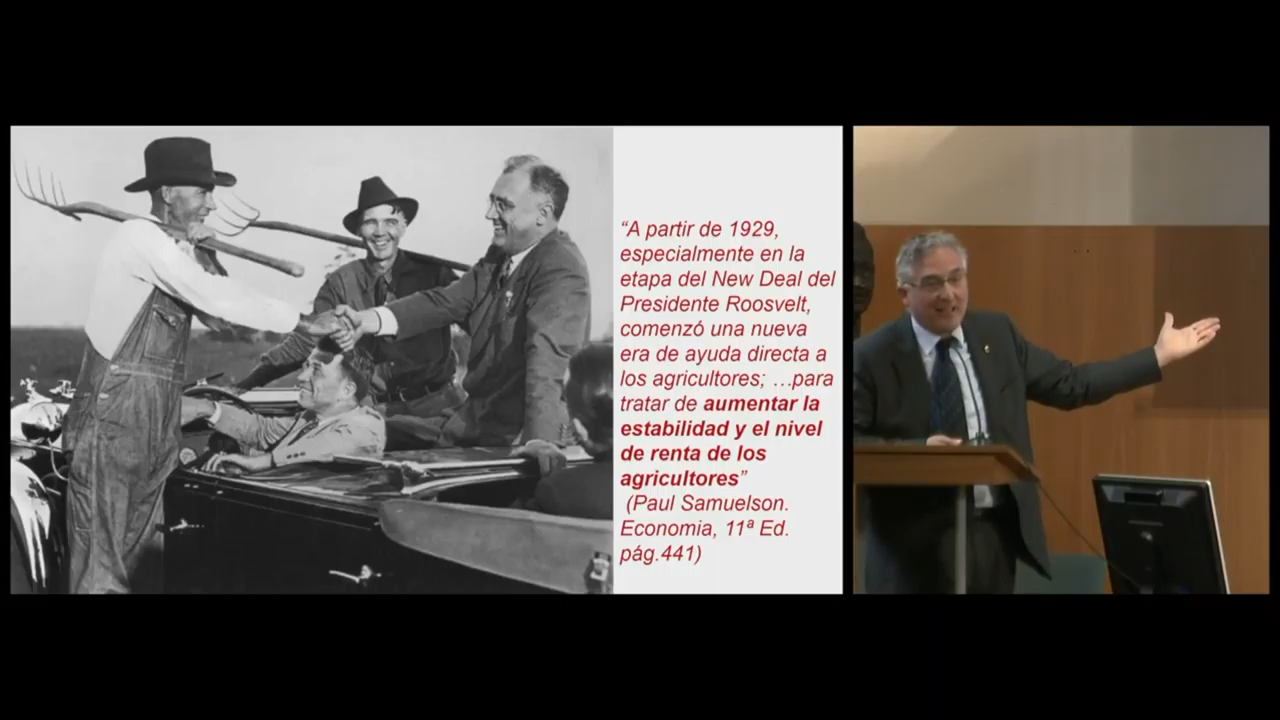 “A partir de 1929,
especialmente en la
etapa del New Deal del
Presidente Roosvelt,
comenzó una nueva
era de ayuda directa a
los agricultores; …para
tratar de aumentar la
estabilidad y el nivel
de renta de los
agricultores”
(Paul Samuelson.
Economia, 11ª Ed.
pág.441)